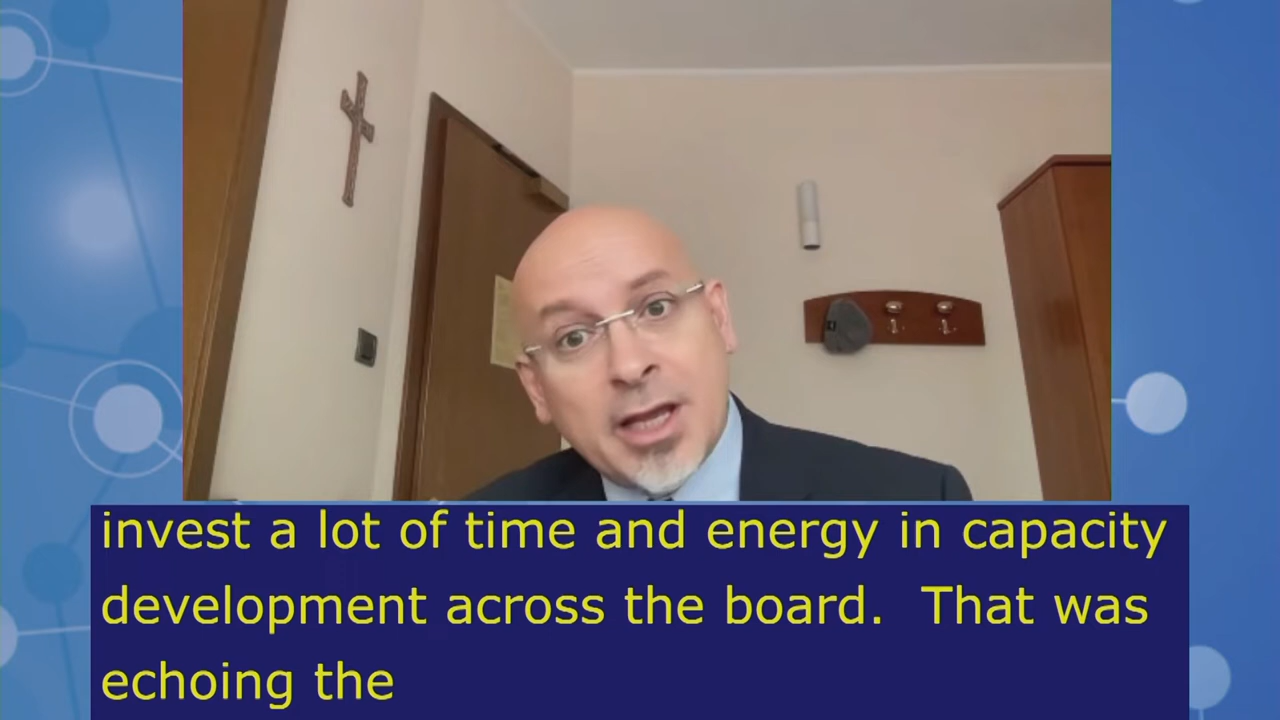 invest a lot of time and energy in capacity
development across the board.  That was
echoing the